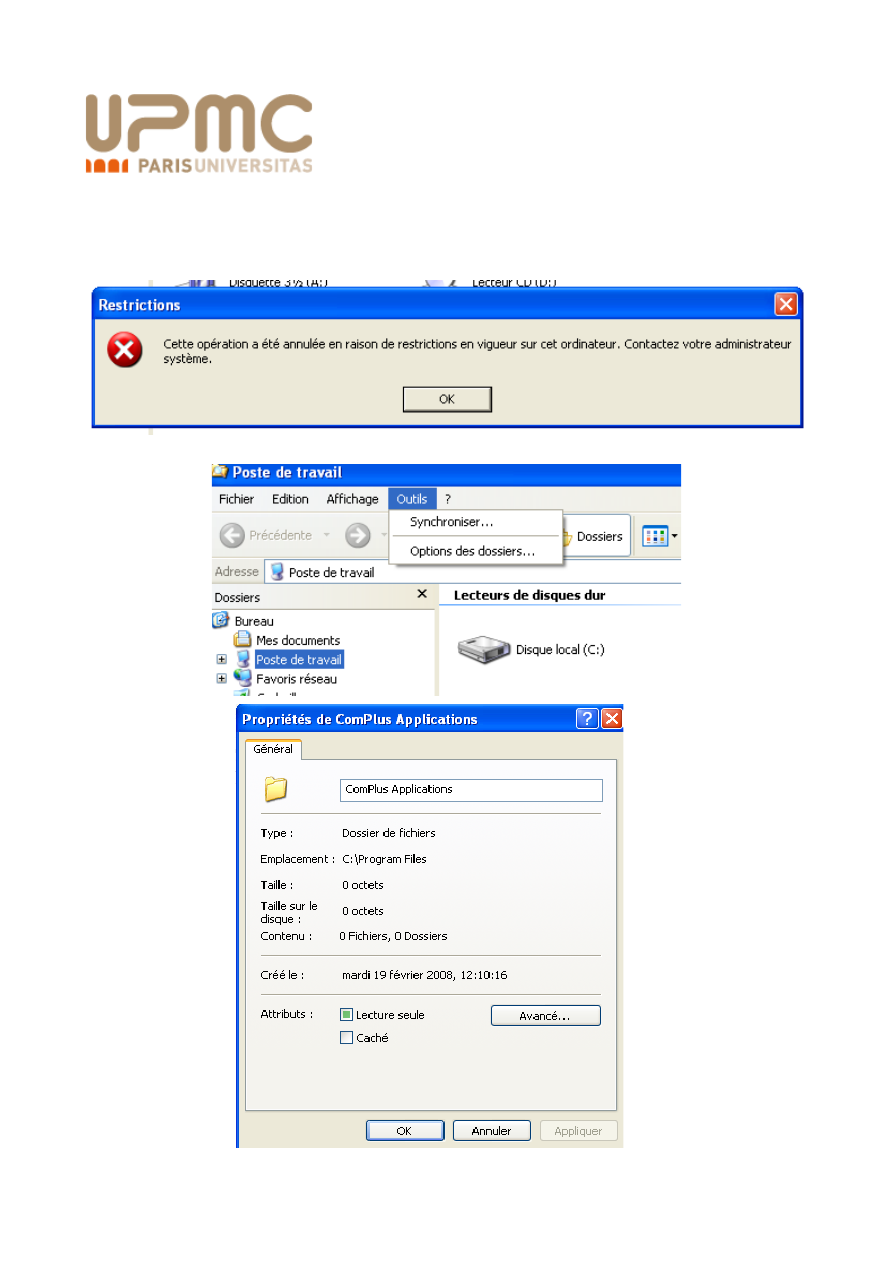 UPMC
PARISUNIVERSITAS
Disquette 3½ (A:) Lecteur CD (D:)
Restrictions
Cette opération a été annulée en raison de restrictions en vigueur sur cet ordinateur. Contactez votre administrateur
système.
OK
Poste de travail
Fichier Edition Affichage Outils ?
Synchroniser...
Précédente Dossiers
Options des dossiers...
Adresse Poste de travail
Dossiers
Lecteurs de disques dur
Bureau
Mes documents
Disque local (C:)
Poste de travail
Favoris réseau
Propriétés de ComPlus Applications
Général
ComPlus Applications
Type : Dossier de fichiers
Emplacement : C:\Program Files
Taille : 0 octets
Taille sur le
disque : 0 octets
Contenu : 0 Fichiers, 0 Dossiers
Créé le : mardi 19 février 2008, 12:10:16
Attributs : Lecture seule Avancé...
Caché
OK Annuler Appliquer